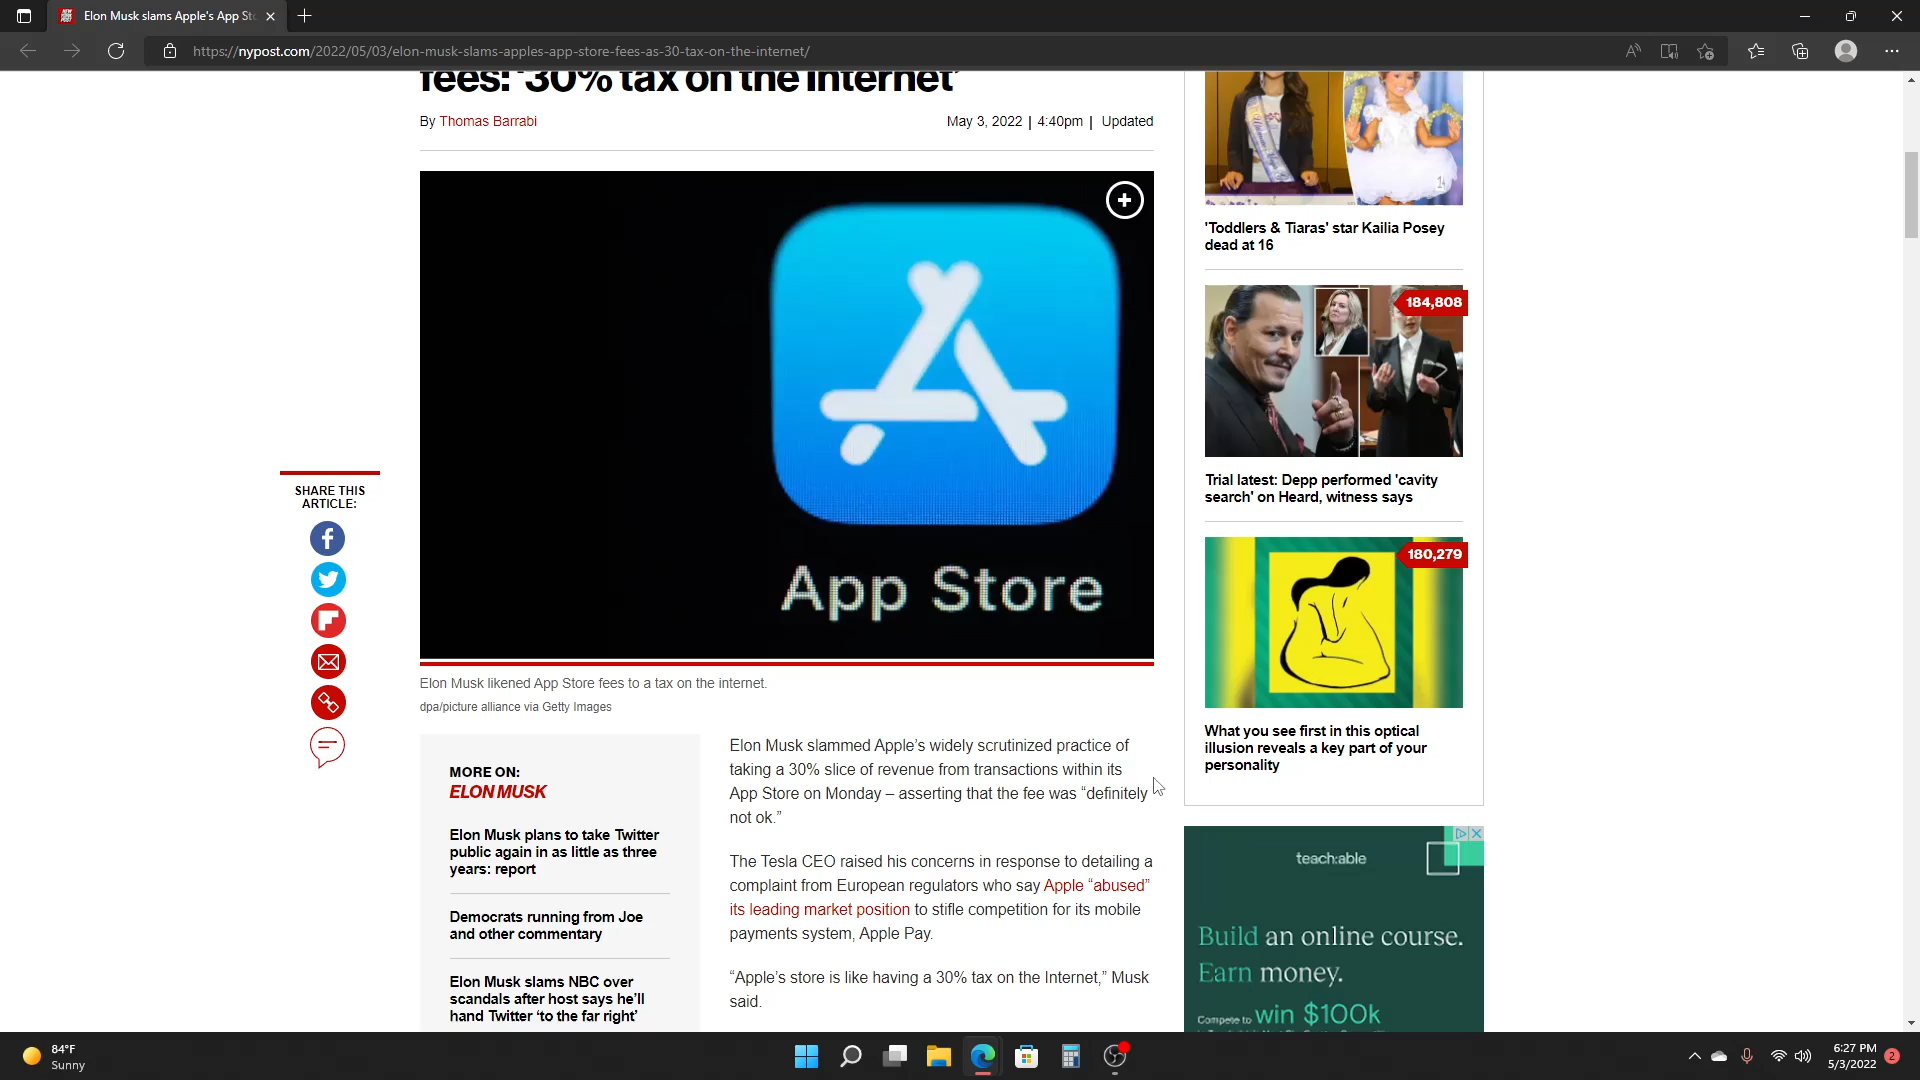 Elon Musk slams Apple's App Sto
https://nypost.com/2022/05/03/elon-musk-slams-apples-app-store-fees-as-30-tax-on-the-internet/
fees: ‘30% tax on the Internet’
By Thomas Barrabi
May 3, 2022 | 4:40pm | Updated
App Store
Elon Musk likened App Store fees to a tax on the internet.
dpa/picture alliance via Getty Images
SHARE THIS
ARTICLE:
MORE ON:
ELON MUSK
Elon Musk plans to take Twitter
public again in as little as three
years: report
Democrats running from Joe
and other commentary
Elon Musk slams NBC over
scandals after host says he’ll
hand Twitter ‘to the far right’
Elon Musk slammed Apple’s widely scrutinized practice of
taking a 30% slice of revenue from transactions within its
App Store on Monday – asserting that the fee was “definitely
not ok.”
The Tesla CEO raised his concerns in response to detailing a
complaint from European regulators who say Apple “abused”
its leading market position to stifle competition for its mobile
payments system, Apple Pay.
“Apple’s store is like having a 30% tax on the Internet,” Musk
said.
'Toddlers & Tiaras' star Kailia Posey
dead at 16
184,808
Trial latest: Depp performed 'cavity
search' on Heard, witness says
180,279
What you see first in this optical
illusion reveals a key part of your
personality
teach:able
Build an online course.
Earn money.
Compete to win $100k
84°F
Sunny
6:27 PM
5/3/2022
2